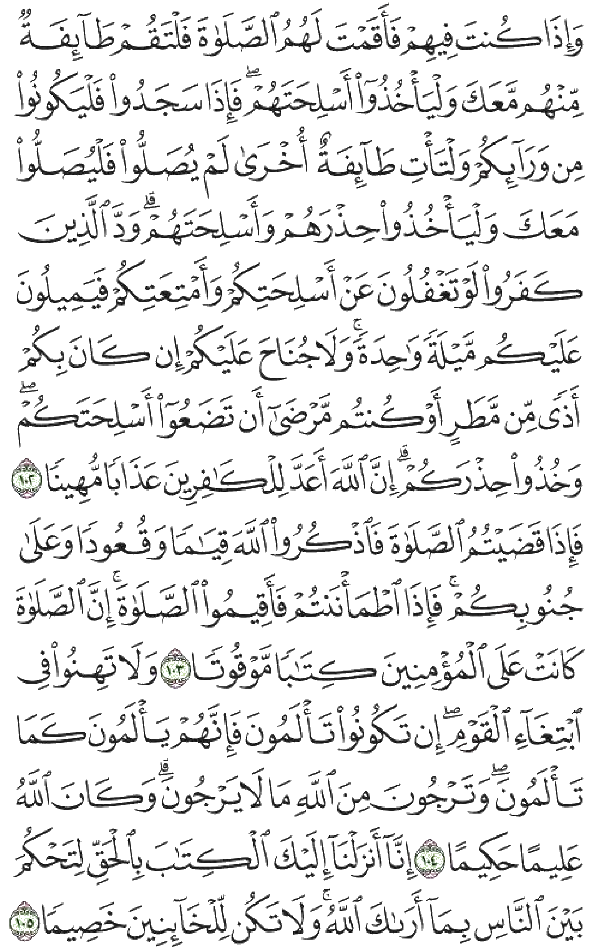 وَإِذَا كُنتَ فِيهِمْ فَأَقَمْتَ لَهُمُ ٱلصَّلَوٰةَ فَلْتَقُمْ طَآئِفَةٌ
مِّنْهُم مَّعَكَ وَلْيَأْخُذُوٓا۟ أَسْلِحَتَهُمْ ۖ فَإِذَا سَجَدُوا۟ فَلْيَكُونُوا۟
مِن وَرَآئِكُمْ وَلْتَأْتِ طَآئِفَةٌ أُخْرَىٰ لَمْ يُصَلُّوا۟ فَلْيُصَلُّوا۟
مَعَكَ وَلْيَأْخُذُوا۟ حِذْرَهُمْ وَأَسْلِحَتَهُمْ ۗ وَدَّ ٱلَّذِينَ
كَفَرُوا۟ لَوْ تَغْفُلُونَ عَنْ أَسْلِحَتِكُمْ وَأَمْتِعَتِكُمْ فَيَمِيلُونَ
عَلَيْكُم مَّيْلَةً وَٰحِدَةً ۚ وَلَا جُنَاحَ عَلَيْكُمْ إِن كَانَ بِكُمْ
أَذًى مِّن مَّطَرٍ أَوْ كُنتُم مَّرْضَىٰٓ أَن تَضَعُوٓا۟ أَسْلِحَتَكُمْ ۖ
وَخُذُوا۟ حِذْرَكُمْ ۗ إِنَّ ٱللَّهَ أَعَدَّ لِلْكَٰفِرِينَ عَذَابًا مُّهِينًا ١٠٢
فَإِذَا قَضَيْتُمُ ٱلصَّلَوٰةَ فَٱذْكُرُوا۟ ٱللَّهَ قِيَٰمًا وَقُعُودًا وَعَلَىٰ
جُنُوبِكُمْ ۚ فَإِذَا ٱطْمَأْنَنتُمْ فَأَقِيمُوا۟ ٱلصَّلَوٰةَ ۚ إِنَّ ٱلصَّلَوٰةَ
كَانَتْ عَلَى ٱلْمُؤْمِنِينَ كِتَٰبًا مَّوْقُوتًا ١٠٣ وَلَا تَهِنُوا۟ فِى
ٱبْتِغَآءِ ٱلْقَوْمِ ۖ إِن تَكُونُوا۟ تَأْلَمُونَ فَإِنَّهُمْ يَأْلَمُونَ كَمَا
تَأْلَمُونَ ۖ وَتَرْجُونَ مِنَ ٱللَّهِ مَا لَا يَرْجُونَ ۗ وَكَانَ ٱللَّهُ
عَلِيمًا حَكِيمًا ١٠٤ إِنَّآ أَنزَلْنَآ إِلَيْكَ ٱلْكِتَٰبَ بِٱلْحَقِّ لِتَحْكُمَ
بَيْنَ ٱلنَّاسِ بِمَآ أَرَىٰكَ ٱللَّهُ ۚ وَلَا تَكُن لِّلْخَآئِنِينَ خَصِيمًا ١٠٥